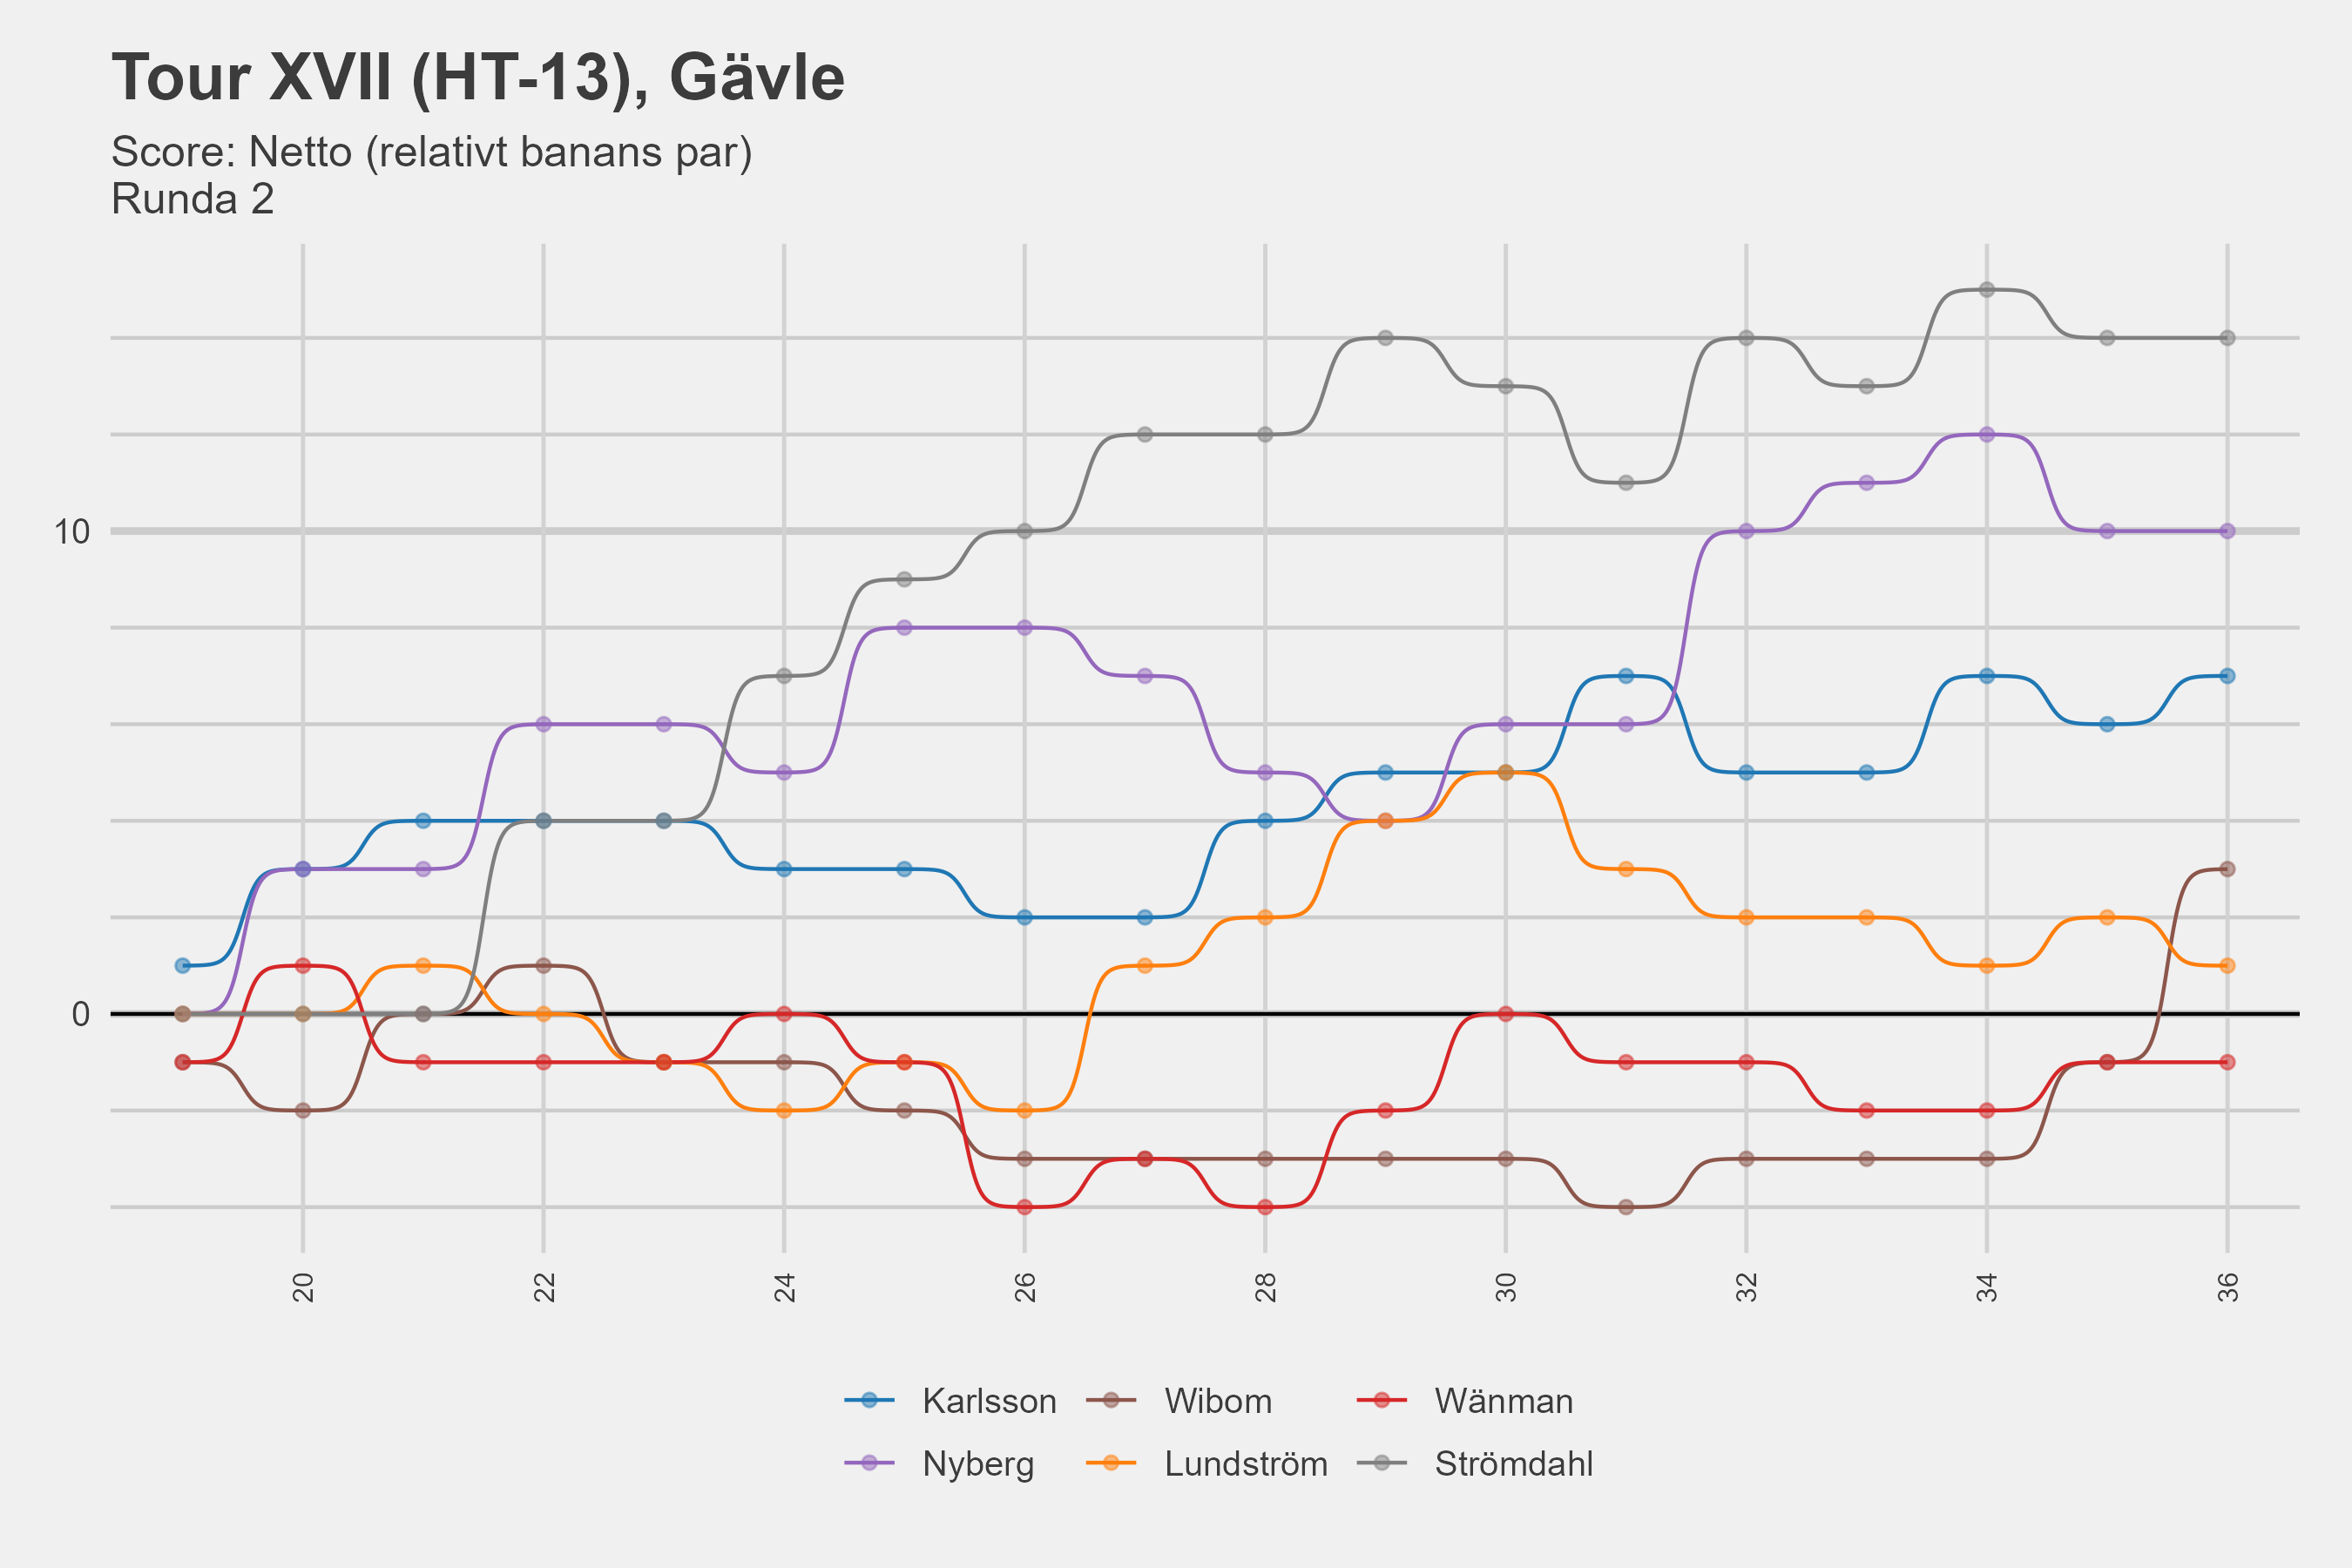 Tour XVII (HT-13), Gävle
Score: Netto (relativt banans par)
Runda 2
10
0
20 22 24 26 28 30 32 34 36
Karlsson Wibom Wänman
Nyberg Lundström Strömdahl